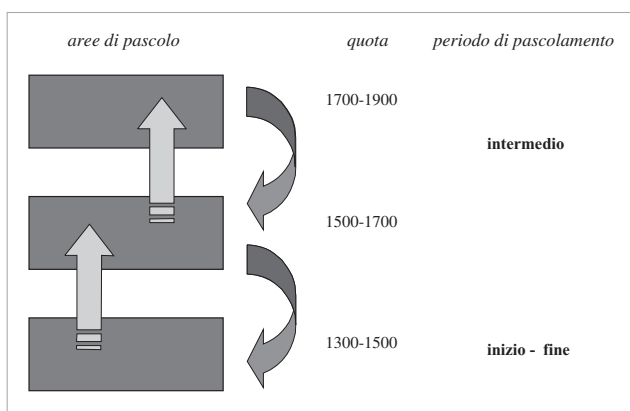 aree di pascolo quota periodo di pascolamento
1700-1900
intermedio
1500-1700
1300-1500
inizio - fine